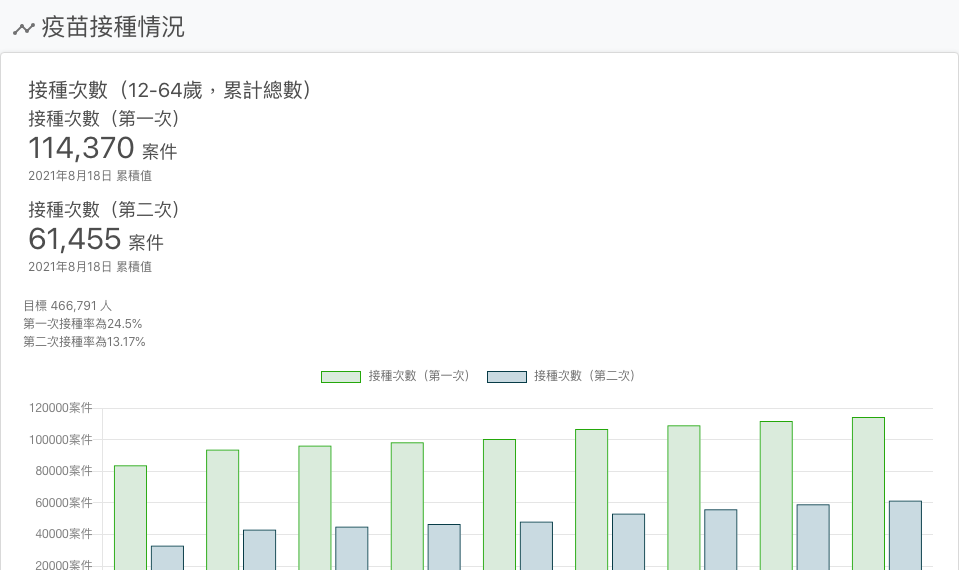 疫苗接種情況
接種次數（12-64歲，累計總數）
接種次數（第一次）
114,370 案件
2021年8月18日 累積值
接種次數（第二次）
61,455 案件
2021年8月18日 累積值
目標 466,791 人
第一次接種率為24.5%
第二次接種率為13.17%
接種次數（第一次） 接種次數（第二次）
120000案件
100000案件
80000案件
60000案件
40000案件
20000案件